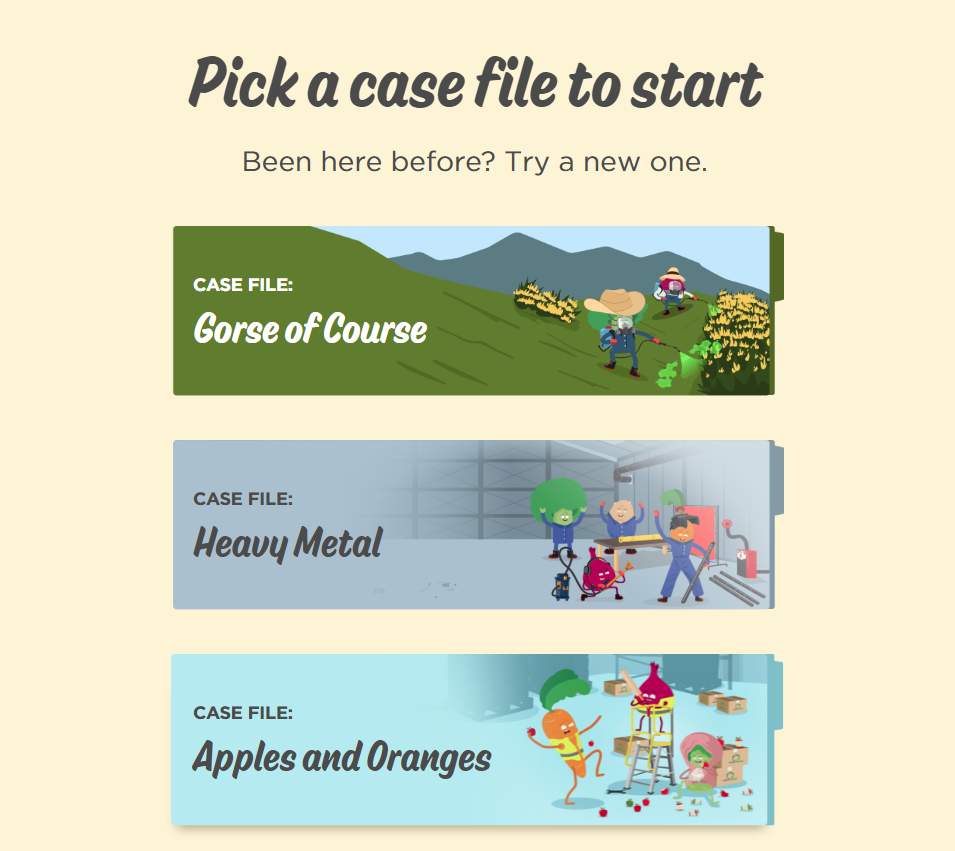 Pick a case file to start
Been here before? Try a new one.
CASE FILE:
Gorse of Course
CASE FILE:
Heavy Metal
CASE FILE:
Apples and Oranges